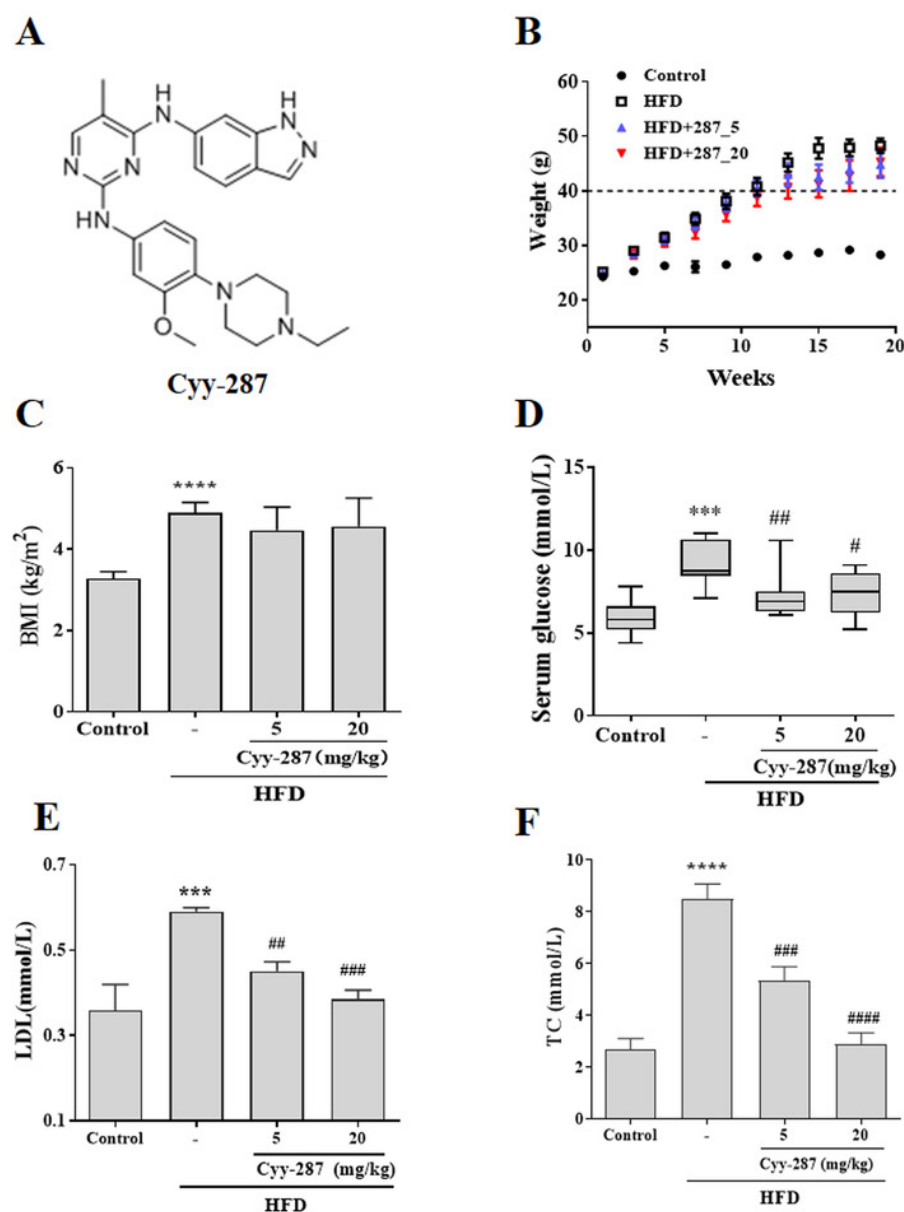 A
H
N
H
N
N
N
N
HN
N
N
O
Cyy-287
B
Control
HFD
HFD+287_5
HFD+287_20
Weight (g)
50
40
30
20
0
5
10
15
20
Weeks
C
BMI (kg/m²)
6
4
2
0
****
Control
-
5
20
Cyy-287 (mg/kg)
HFD
D
Serum glucose (mmol/L)
15
10
5
0
***
##
#
Control
-
5
20
Cyy-287(mg/kg)
HFD
E
LDL(mmol/L)
0.7
0.5
0.3
0.1
***
##
###
Control
-
5
20
Cyy-287 (mg/kg)
HFD
F
TC (mmol/L)
10
8
6
4
2
0
****
###
####
Control
-
5
20
Cyy-287 (mg/kg)
HFD